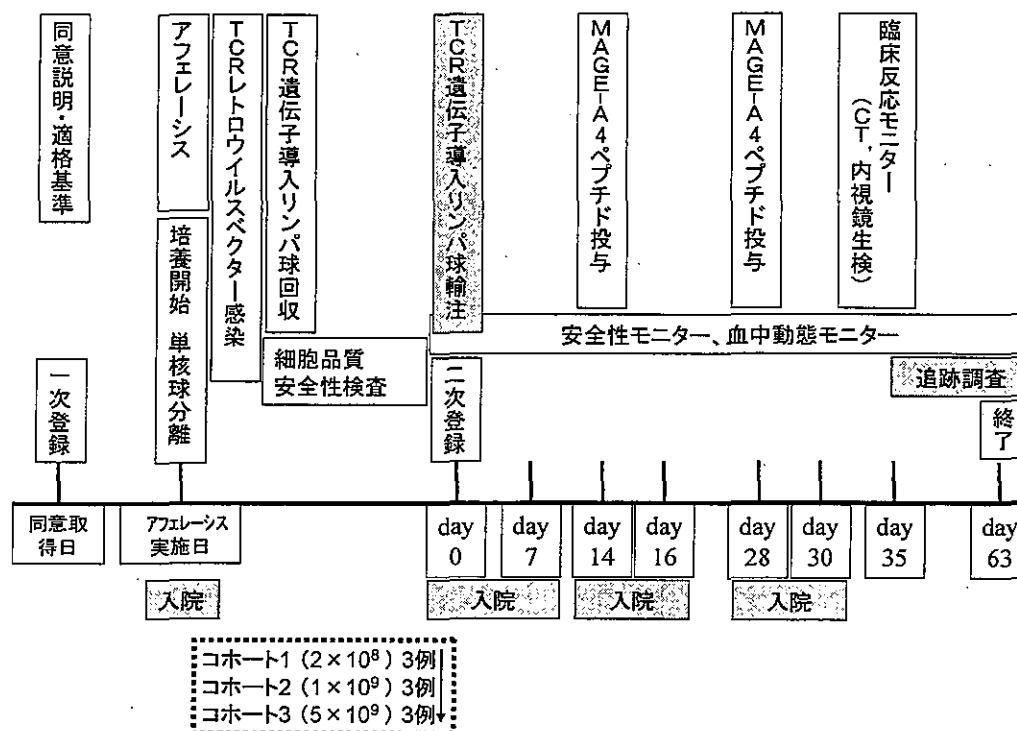 同意説明・適格基準
一次登録
アフェレーシス
培養開始 単核球分離
TCRレトロウイルスベクター感染
TCR遺伝子導入リンパ球回収
細胞品質
安全性検査
TCR遺伝子導入リンパ球輸注
二次登録
MAGE-A4ペプチド投与
MAGE-A4ペプチド投与
臨床反応モニター
(CT, 内視鏡生検)
安全性モニター、血中動態モニター
追跡調査
終了
同意取
得日
アフェレーシス
実施日
day
0
day
7
day
14
day
16
day
28
day
30
day
35
day
63
入院
入院
入院
入院
コホート1 (2×10⁸) 3例
コホート2 (1×10⁹) 3例
コホート3 (5×10⁹) 3例